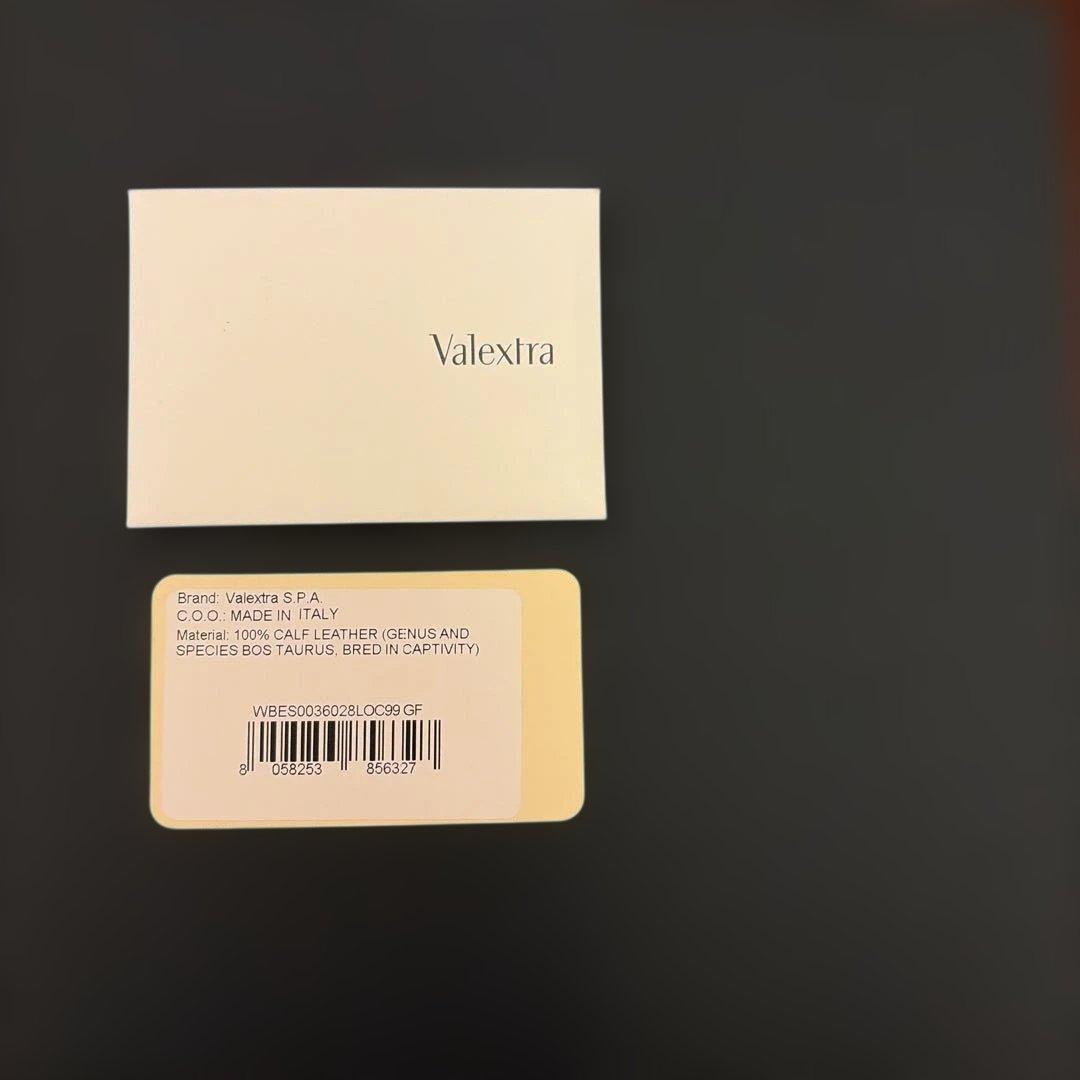 Valextra
Brand: Valextra S.P.A.
C.O.O.: MADE IN ITALY
Material: 100% CALF LEATHER (GENUS AND
SPECIES BOS TAURUS, BRED IN CAPTIVITY)
WBES0036028LOC99 GF
8 058253 856327